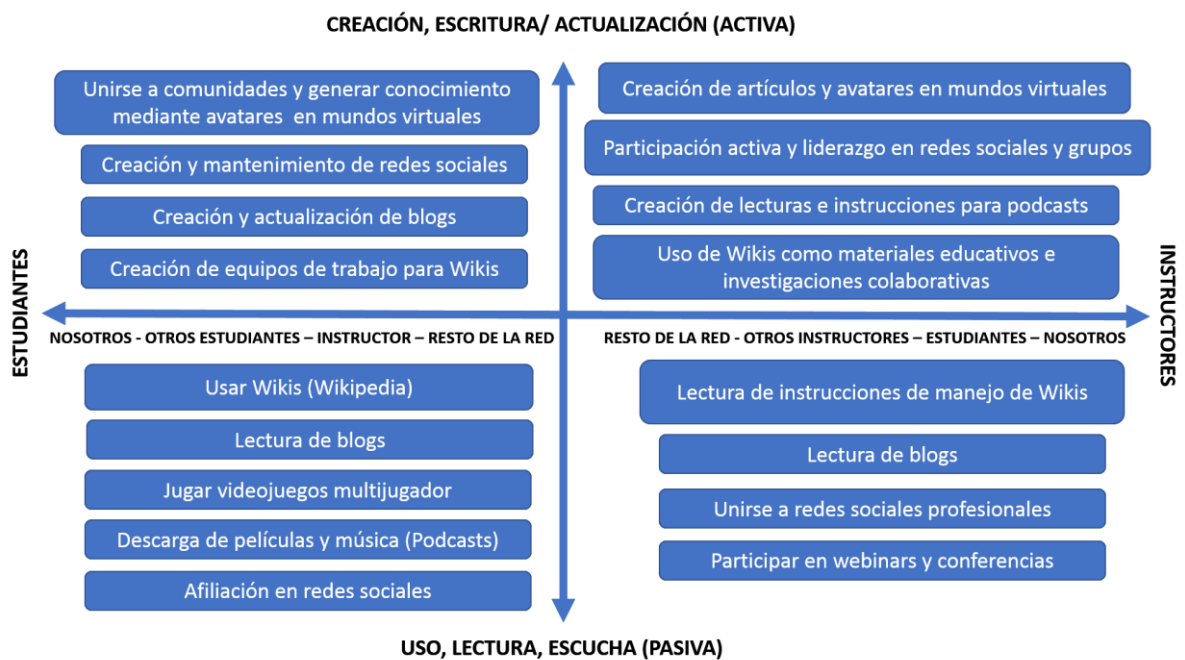 CREACIÓN, ESCRITURA/ ACTUALIZACIÓN (ACTIVA)
Unirse a comunidades y generar conocimiento
mediante avatares en mundos virtuales
Creación y mantenimiento de redes sociales
Creación y actualización de blogs
Creación de equipos de trabajo para Wikis
Creación de artículos y avatares en mundos virtuales
Participación activa y liderazgo en redes sociales y grupos
Creación de lecturas e instrucciones para podcasts
Uso de Wikis como materiales educativos e
investigaciones colaborativas
ESTUDIANTES
INSTRUCTORES
NOSOTROS - OTROS ESTUDIANTES – INSTRUCTOR – RESTO DE LA RED
RESTO DE LA RED - OTROS INSTRUCTORES – ESTUDIANTES – NOSOTROS
Usar Wikis (Wikipedia)
Lectura de blogs
Jugar videojuegos multijugador
Descarga de películas y música (Podcasts)
Afiliación en redes sociales
Lectura de instrucciones de manejo de Wikis
Lectura de blogs
Unirse a redes sociales profesionales
Participar en webinars y conferencias
USO, LECTURA, ESCUCHA (PASIVA)